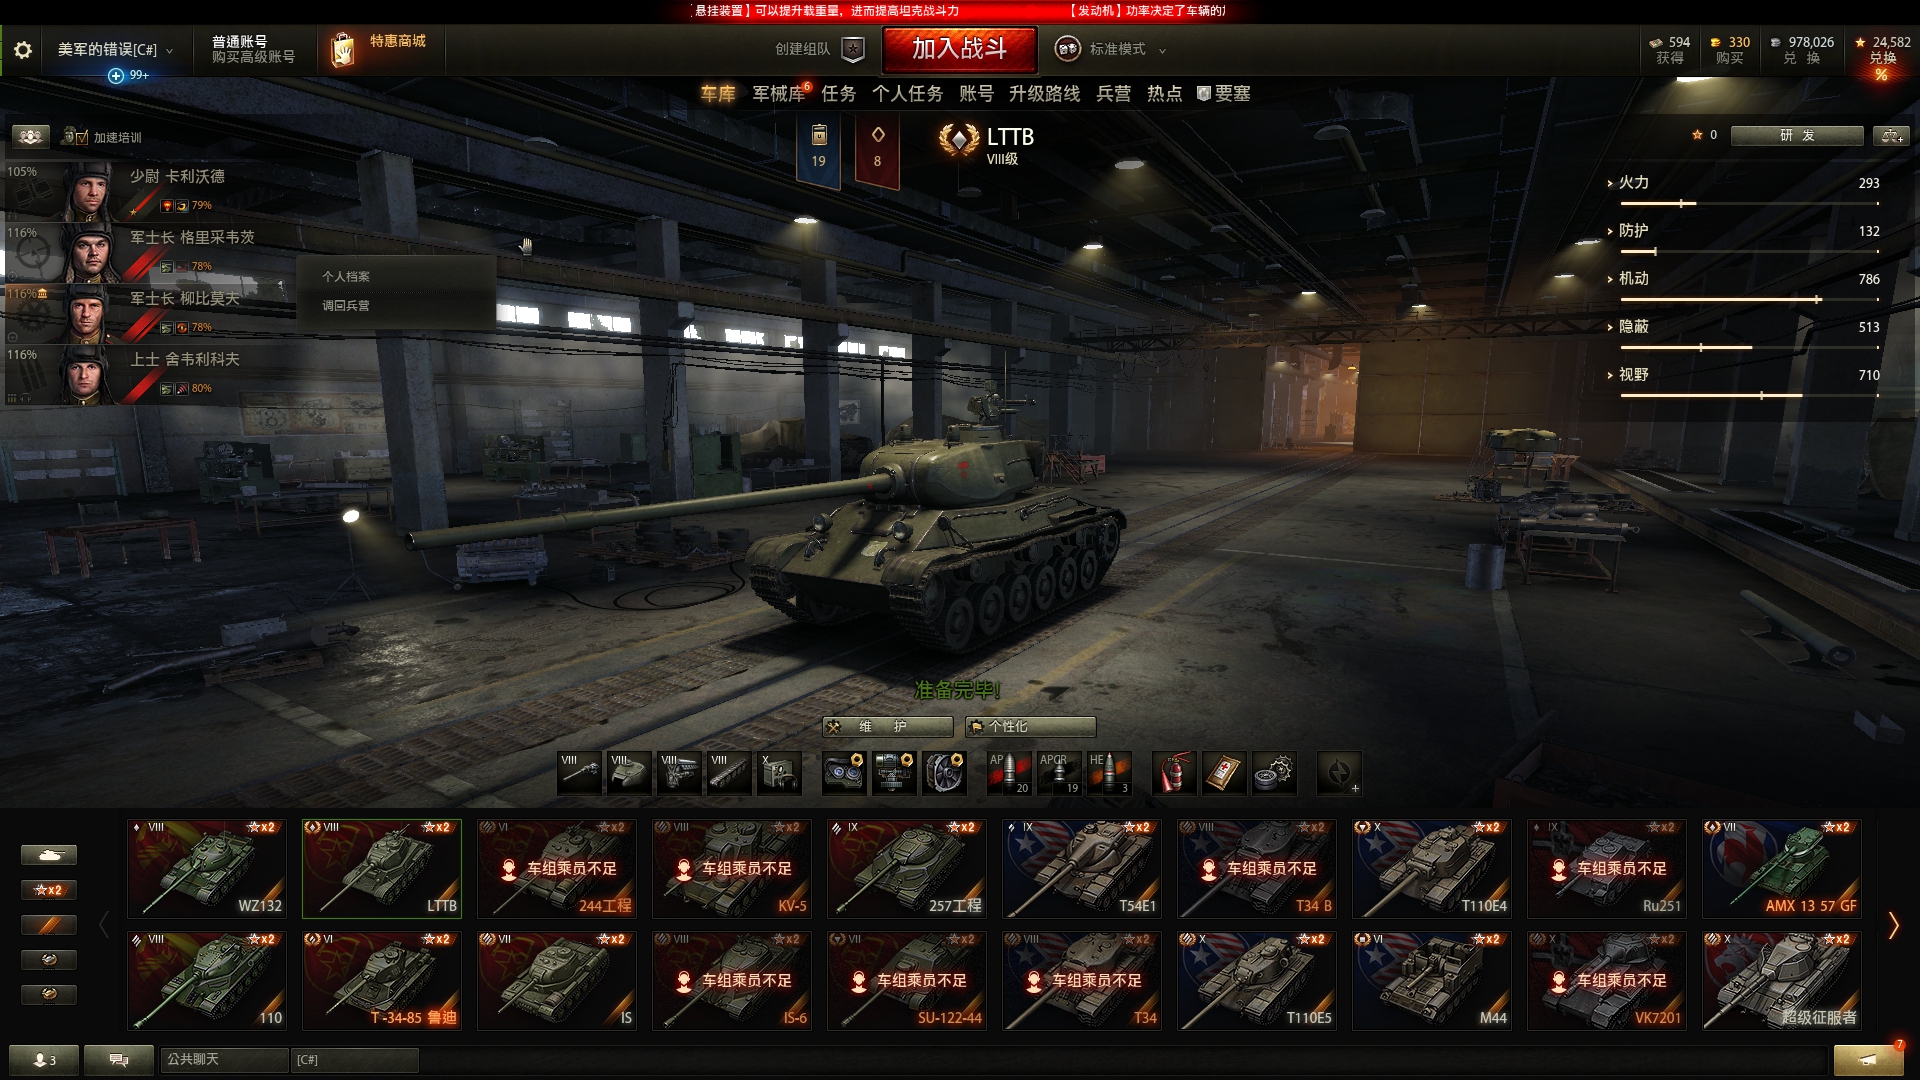 悬挂装置】可以提升载重量，进而提高坦克战斗力
【发动机】功率决定了车辆的
美军的错误[C#]
99+
普通账号
购买高级账号
特惠商城
创建组队
加入战斗
标准模式
594
获得
330
购买
978,026
兑 换
24,582
兑换
%
车库 军械库 6 任务 个人任务 账号 升级路线 兵营 热点 要塞
加速培训
19
8
LTTB
VIII级
0
研 发
105%
少尉 卡利沃德
79%
116%
军士长 格里采韦茨
78%
116%
军士长 柳比莫夫
78%
116%
上士 舍韦利科夫
80%
个人档案
调回兵营
火力 293
防护 132
机动 786
隐蔽 513
视野 710
准备完毕!
维 护
个性化
VIII VIII VIII VIII X
AP 20
APCR 19
HE 3
VIII x2 WZ132
VIII x2 LTTB
VI x2 车组乘员不足 244工程
VIII x2 车组乘员不足 KV-5
IX x2 257工程
IX x2 T54E1
VIII x2 车组乘员不足 T34 B
X x2 T110E4
IX x2 车组乘员不足 Ru251
VII x2 AMX 13 57 GF
x2
VIII x2 110
VI x2 T-34-85 鲁迪
VII x2 IS
VIII x2 车组乘员不足 IS-6
VII x2 车组乘员不足 SU-122-44
VIII x2 车组乘员不足 T34
X x2 T110E5
VI x2 M44
X x2 车组乘员不足 VK7201
X x2 超级征服者
3
公共聊天
[C#]
7